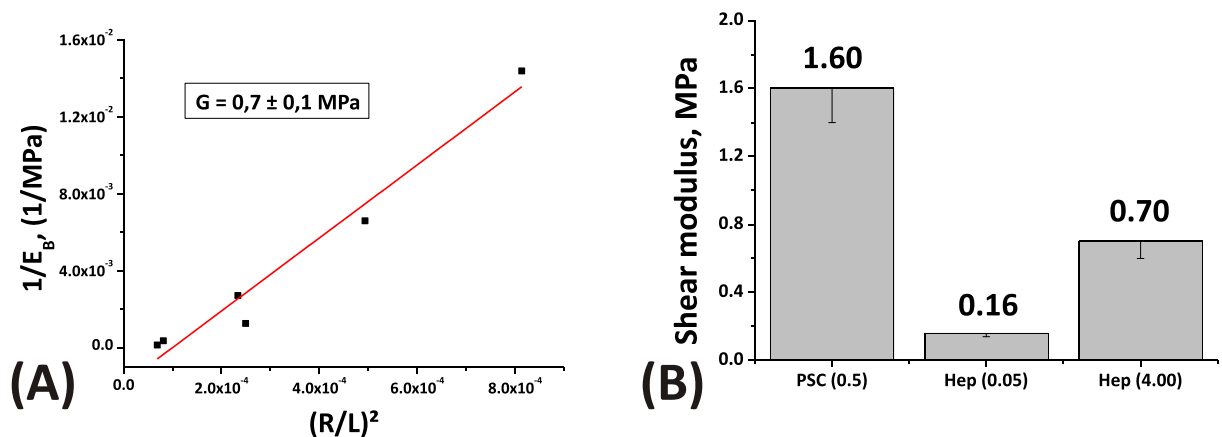 1.6x10⁻²
1.2x10⁻²
8.0x10⁻³
4.0x10⁻³
0.0
1/E_B, (1/MPa)
G = 0,7 ± 0,1 MPa
0.0
2.0x10⁻⁴
4.0x10⁻⁴
6.0x10⁻⁴
8.0x10⁻⁴
(R/L)²
(A)
2.0
1.6
1.2
0.8
0.4
0.0
Shear modulus, MPa
1.60
0.16
0.70
PSC (0.5)
Hep (0.05)
Hep (4.00)
(B)